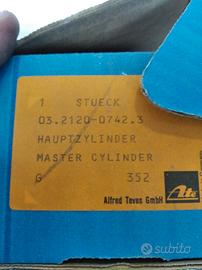 1 STUECK
03.2120-0742.3
HAUPTZYLINDER
MASTER CYLINDER
G 352
Alfred Teves GmbH
Ate
subito